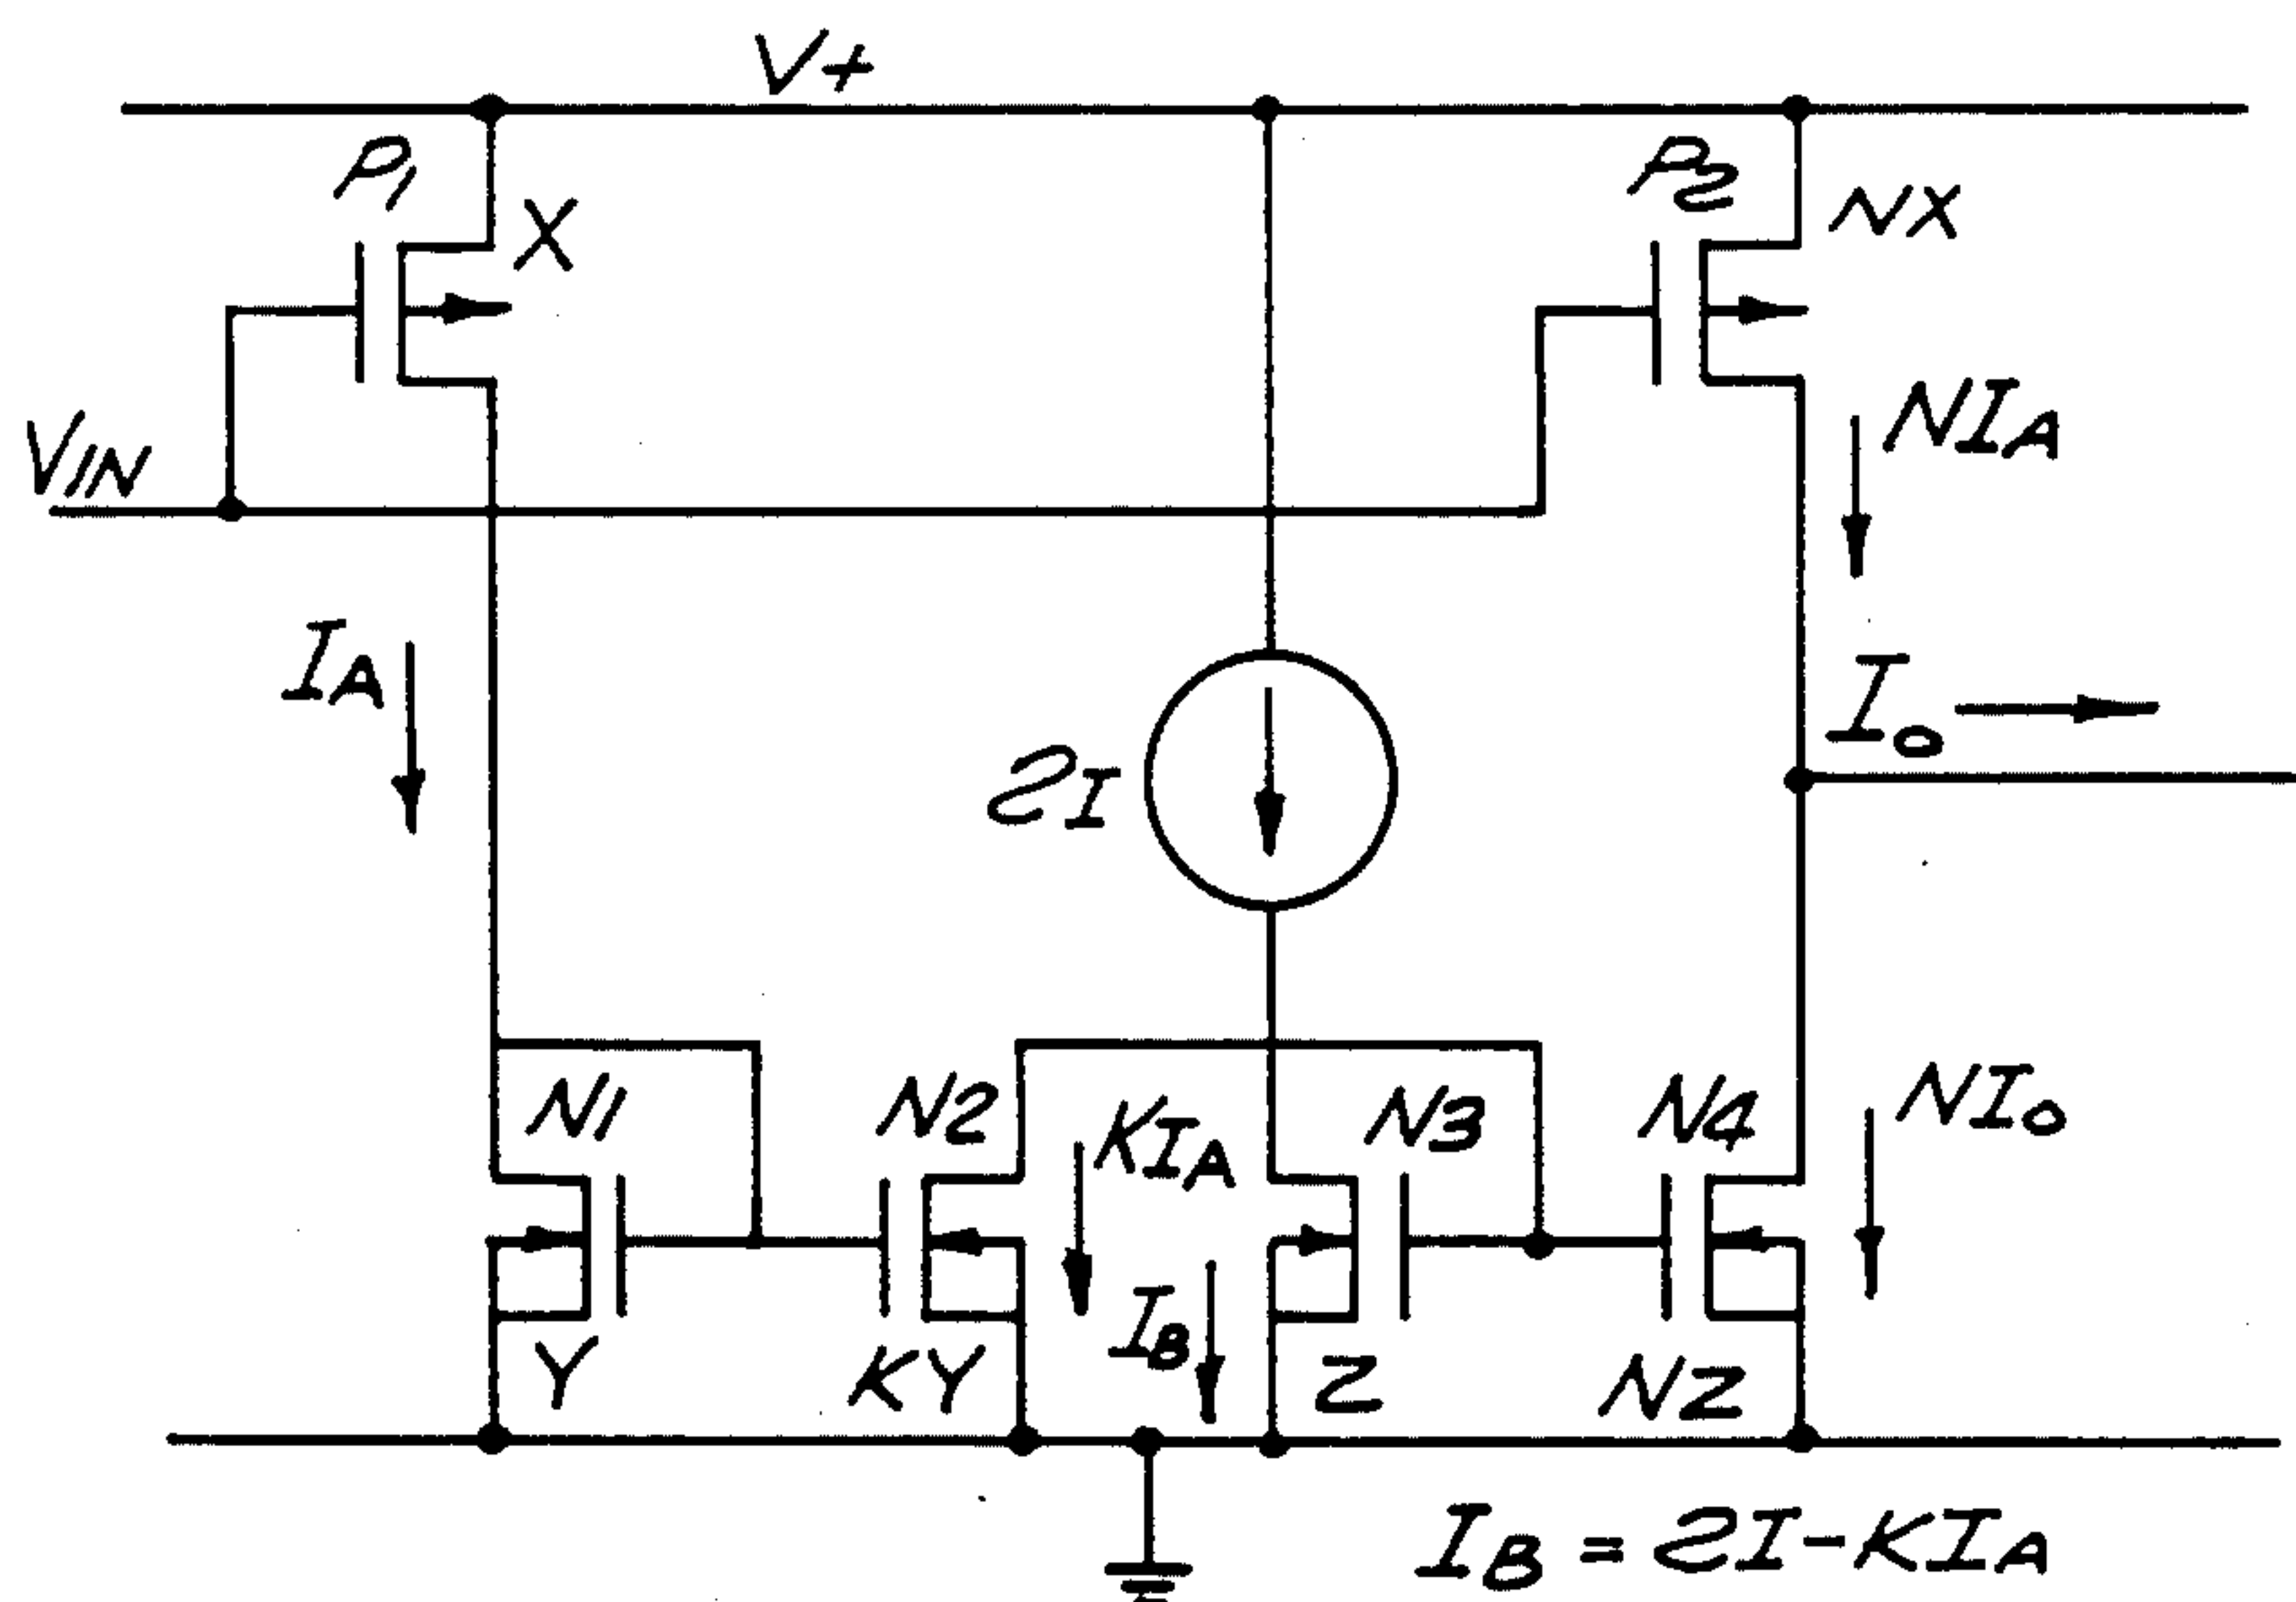 V+
P1
X
P2
NX
VIN
NIA
IA
Io
2I
N1
N2
KIA
N3
N4
NIo
IB
Y
KY
Z
NZ
IB = 2I-KIA